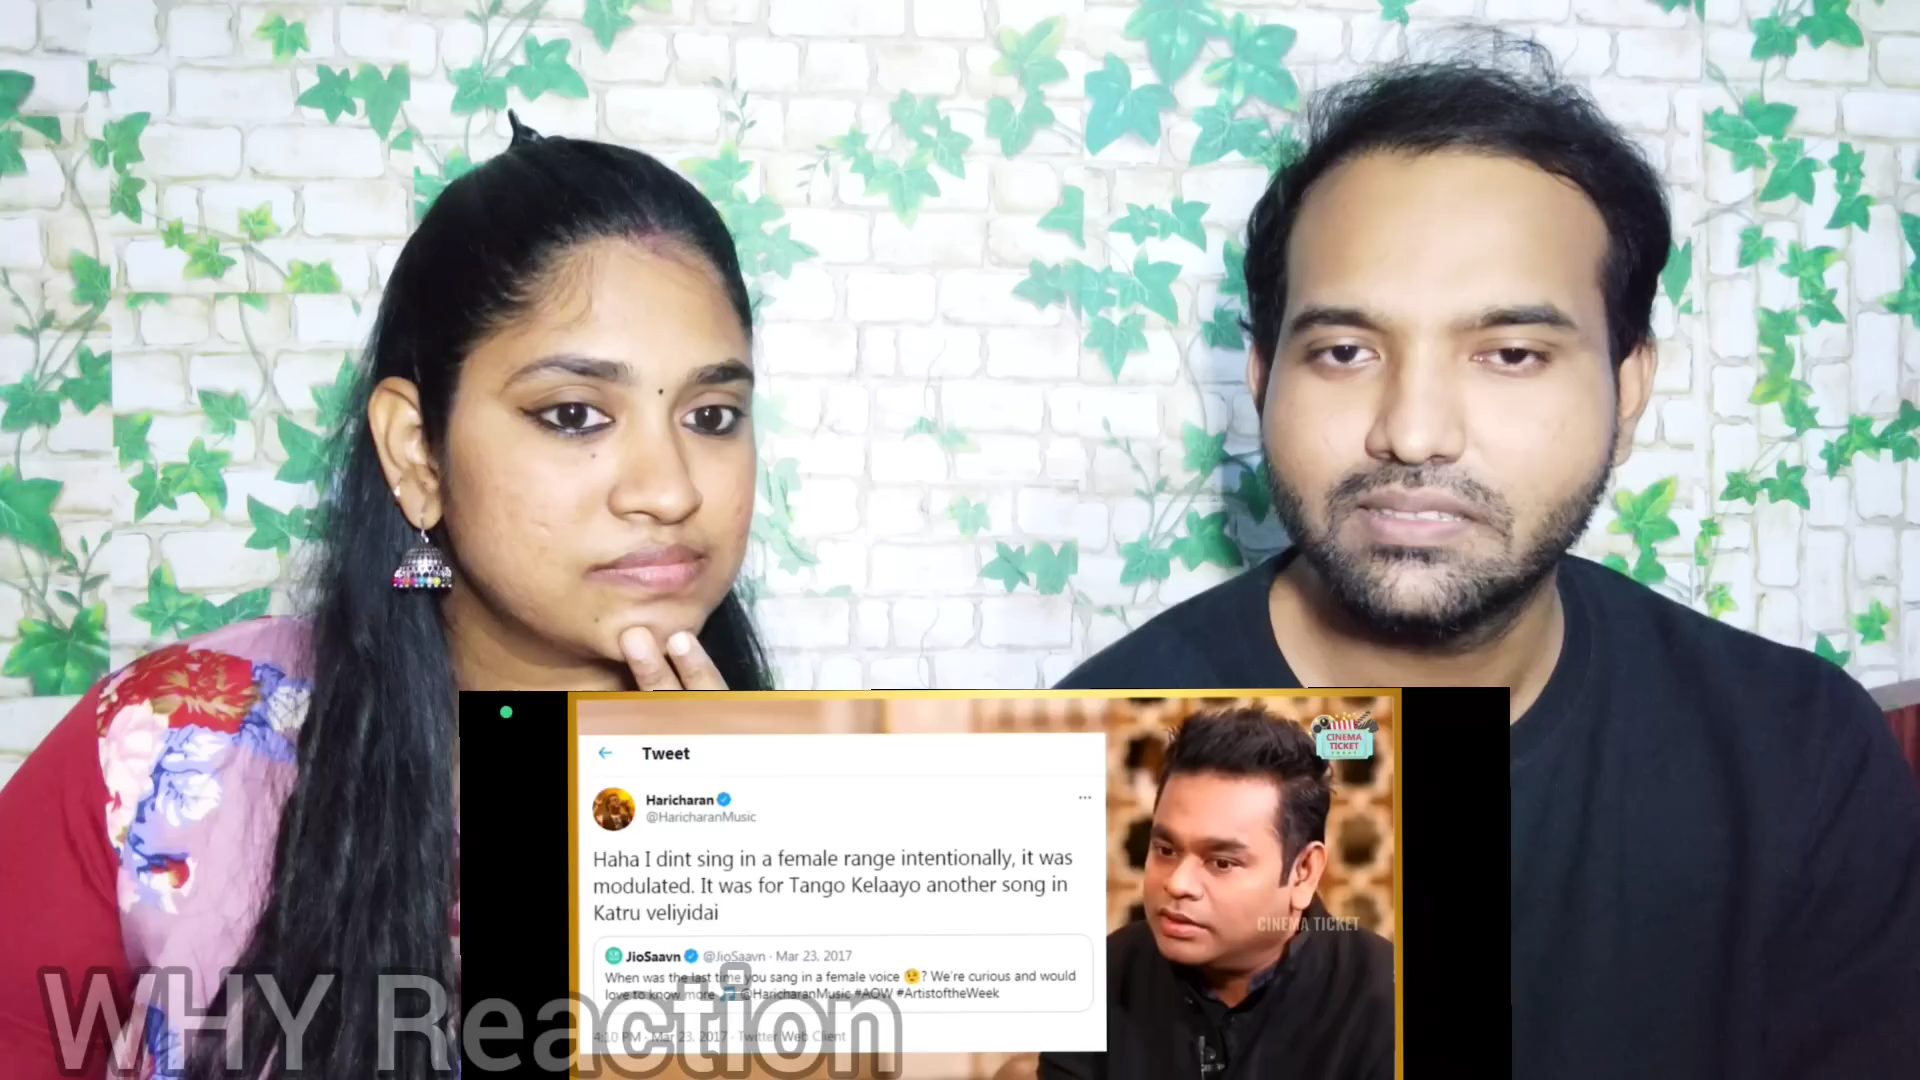 CINEMA
TICKET
Tweet
Haricharan
@HaricharanMusic
Haha I dint sing in a female range intentionally, it was
modulated. It was for Tango Kelaayo another song in
Katru veliyidai
JioSaavn @JioSaavn · Mar 23, 2017
When was the last time you sang in a female voice 🤨? We're curious and would
love to know more 🎵 @HaricharanMusic #AOW #ArtistoftheWeek
4:10 PM · Mar 23, 2017 · Twitter Web Client
CINEMA TICKET
WHY Reaction